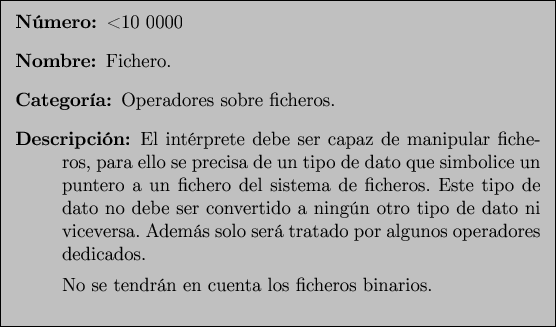 Número: <10 0000
Nombre: Fichero.
Categoría: Operadores sobre ficheros.
Descripción: El intérprete debe ser capaz de manipular fiche-
ros, para ello se precisa de un tipo de dato que simbolice un
puntero a un fichero del sistema de ficheros. Este tipo de
dato no debe ser convertido a ningún otro tipo de dato ni
viceversa. Además solo será tratado por algunos operadores
dedicados.
No se tendrán en cuenta los ficheros binarios.